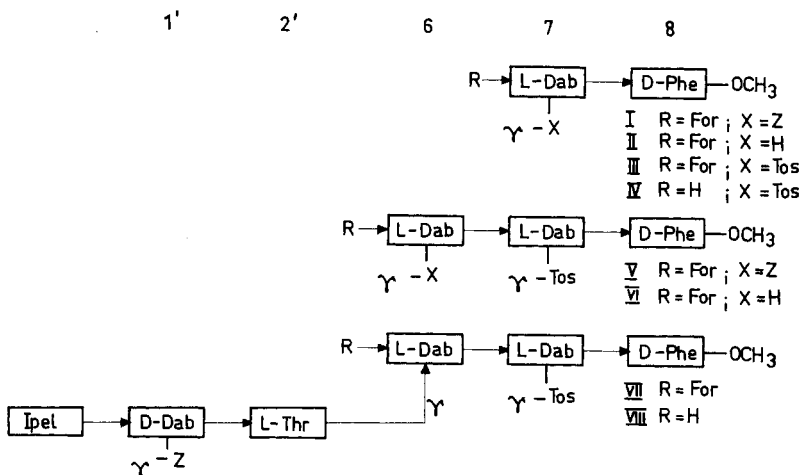 1' 2' 6 7 8
R L-Dab D-Phe OCH3
γ-X
I R = For ; X = Z
II R = For ; X = H
III R = For ; X = Tos
IV R = H ; X = Tos
R L-Dab L-Dab D-Phe OCH3
γ-X γ-Tos
V R = For ; X = Z
VI R = For ; X = H
R L-Dab L-Dab D-Phe OCH3
γ γ-Tos
VII R = For
VIII R = H
Ipel D-Dab L-Thr
γ-Z